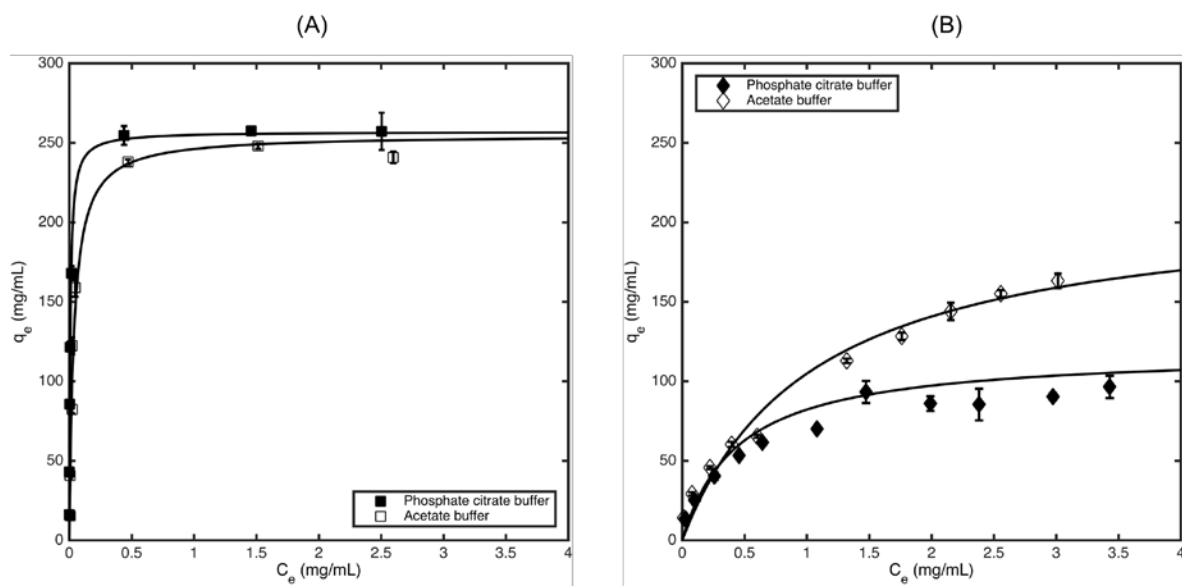 (A)
300
250
200
150
100
50
0
q_e (mg/mL)
0 0.5 1 1.5 2 2.5 3 3.5 4
C_e (mg/mL)
Phosphate citrate buffer
Acetate buffer
(B)
300
250
200
150
100
50
0
q_e (mg/mL)
0 0.5 1 1.5 2 2.5 3 3.5 4
C_e (mg/mL)
Phosphate citrate buffer
Acetate buffer